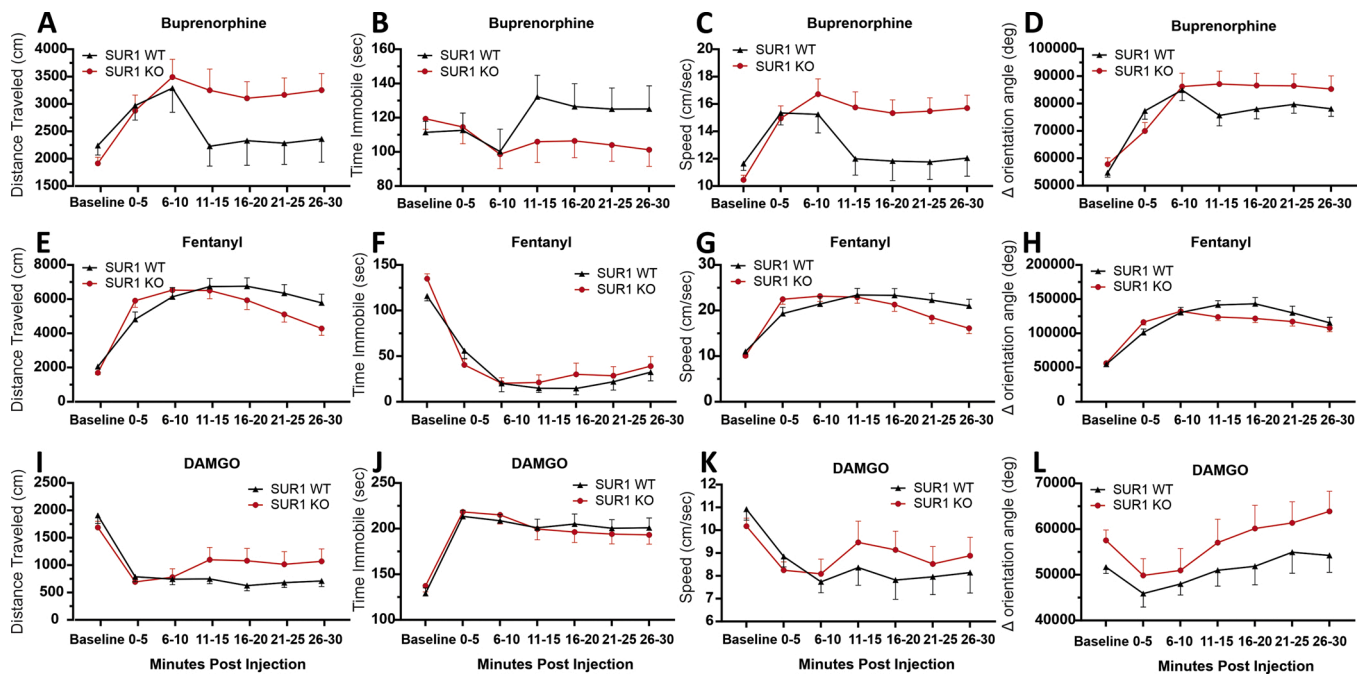 A
Buprenorphine
Distance Traveled (cm)
4000
3500
3000
2500
2000
1500
SUR1 WT
SUR1 KO
Baseline 0-5 6-10 11-15 16-20 21-25 26-30
B
Buprenorphine
Time Immobile (sec)
160
140
120
100
80
SUR1 WT
SUR1 KO
Baseline 0-5 6-10 11-15 16-20 21-25 26-30
C
Buprenorphine
Speed (cm/sec)
20
18
16
14
12
10
SUR1 WT
SUR1 KO
Baseline 0-5 6-10 11-15 16-20 21-25 26-30
D
Buprenorphine
Δ orientation angle (deg)
100000
90000
80000
70000
60000
50000
SUR1 WT
SUR1 KO
Baseline 0-5 6-10 11-15 16-20 21-25 26-30
E
Fentanyl
Distance Traveled (cm)
8000
6000
4000
2000
0
SUR1 WT
SUR1 KO
Baseline 0-5 6-10 11-15 16-20 21-25 26-30
F
Fentanyl
Time Immobile (sec)
150
100
50
0
SUR1 WT
SUR1 KO
Baseline 0-5 6-10 11-15 16-20 21-25 26-30
G
Fentanyl
Speed (cm/sec)
30
20
10
0
SUR1 WT
SUR1 KO
Baseline 0-5 6-10 11-15 16-20 21-25 26-30
H
Fentanyl
Δ orientation angle (deg)
200000
150000
100000
50000
0
SUR1 WT
SUR1 KO
Baseline 0-5 6-10 11-15 16-20 21-25 26-30
I
DAMGO
Distance Traveled (cm)
2500
2000
1500
1000
500
0
SUR1 WT
SUR1 KO
Baseline 0-5 6-10 11-15 16-20 21-25 26-30
Minutes Post Injection
J
DAMGO
Time Immobile (sec)
250
200
150
100
SUR1 WT
SUR1 KO
Baseline 0-5 6-10 11-15 16-20 21-25 26-30
Minutes Post Injection
K
DAMGO
Speed (cm/sec)
12
11
10
9
8
7
6
SUR1 WT
SUR1 KO
Baseline 0-5 6-10 11-15 16-20 21-25 26-30
Minutes Post Injection
L
DAMGO
Δ orientation angle (deg)
70000
60000
50000
40000
SUR1 WT
SUR1 KO
Baseline 0-5 6-10 11-15 16-20 21-25 26-30
Minutes Post Injection